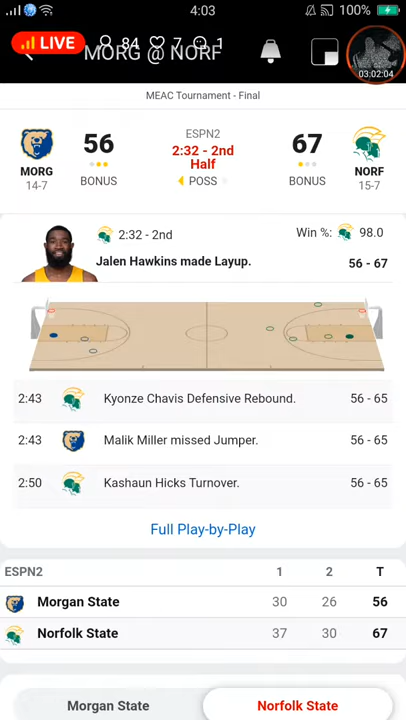 4:03
100%
LIVE 84 7 1
MORG @ NORF
03:02:04
MEAC Tournament - Final
MORG
14-7
56
BONUS
ESPN2
2:32 - 2nd
Half
POSS
67
BONUS
NORF
15-7
2:32 - 2nd
Win %: 98.0
Jalen Hawkins made Layup. 56 - 67
2:43 Kyonze Chavis Defensive Rebound. 56 - 65
2:43 Malik Miller missed Jumper. 56 - 65
2:50 Kashaun Hicks Turnover. 56 - 65
Full Play-by-Play
ESPN2 1 2 T
Morgan State 30 26 56
Norfolk State 37 30 67
Morgan State Norfolk State